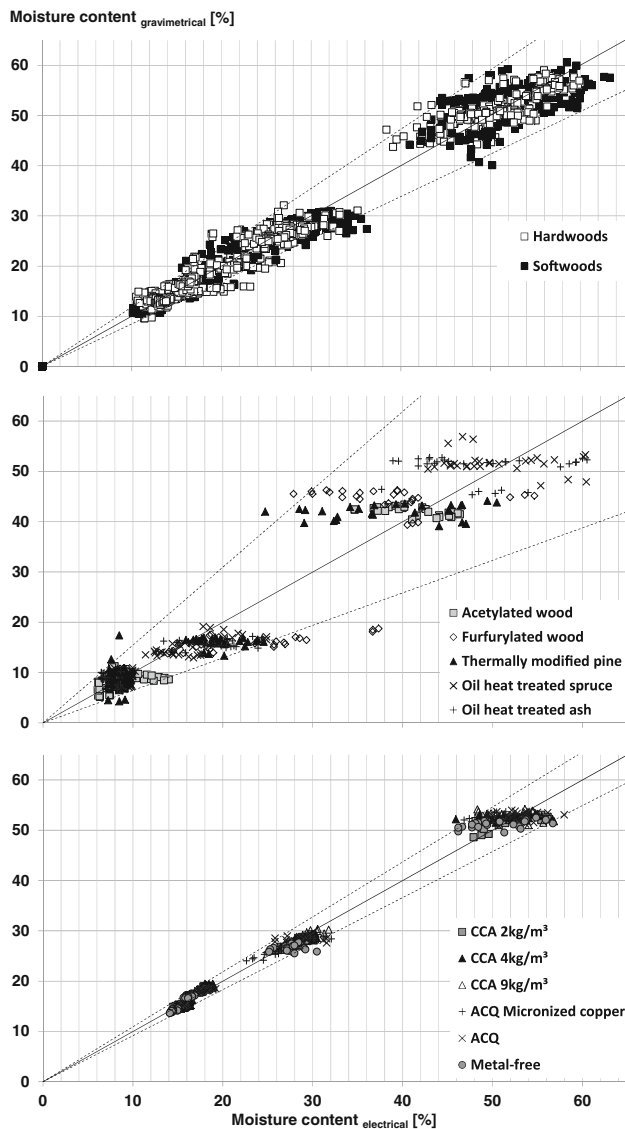 Moisture content gravimetrical [%]
60
50
40
30
20
10
0
Hardwoods
Softwoods
60
50
40
30
20
10
0
Acetylated wood
Furfurylated wood
Thermally modified pine
Oil heat treated spruce
Oil heat treated ash
60
50
40
30
20
10
0
CCA 2kg/m³
CCA 4kg/m³
CCA 9kg/m³
ACQ Micronized copper
ACQ
Metal-free
0 10 20 30 40 50 60
Moisture content electrical [%]